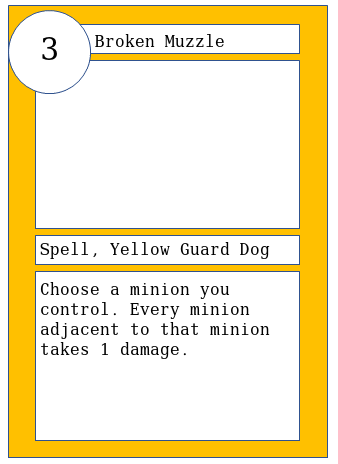 3
Broken Muzzle
Spell, Yellow Guard Dog
Choose a minion you
control. Every minion
adjacent to that minion
takes 1 damage.